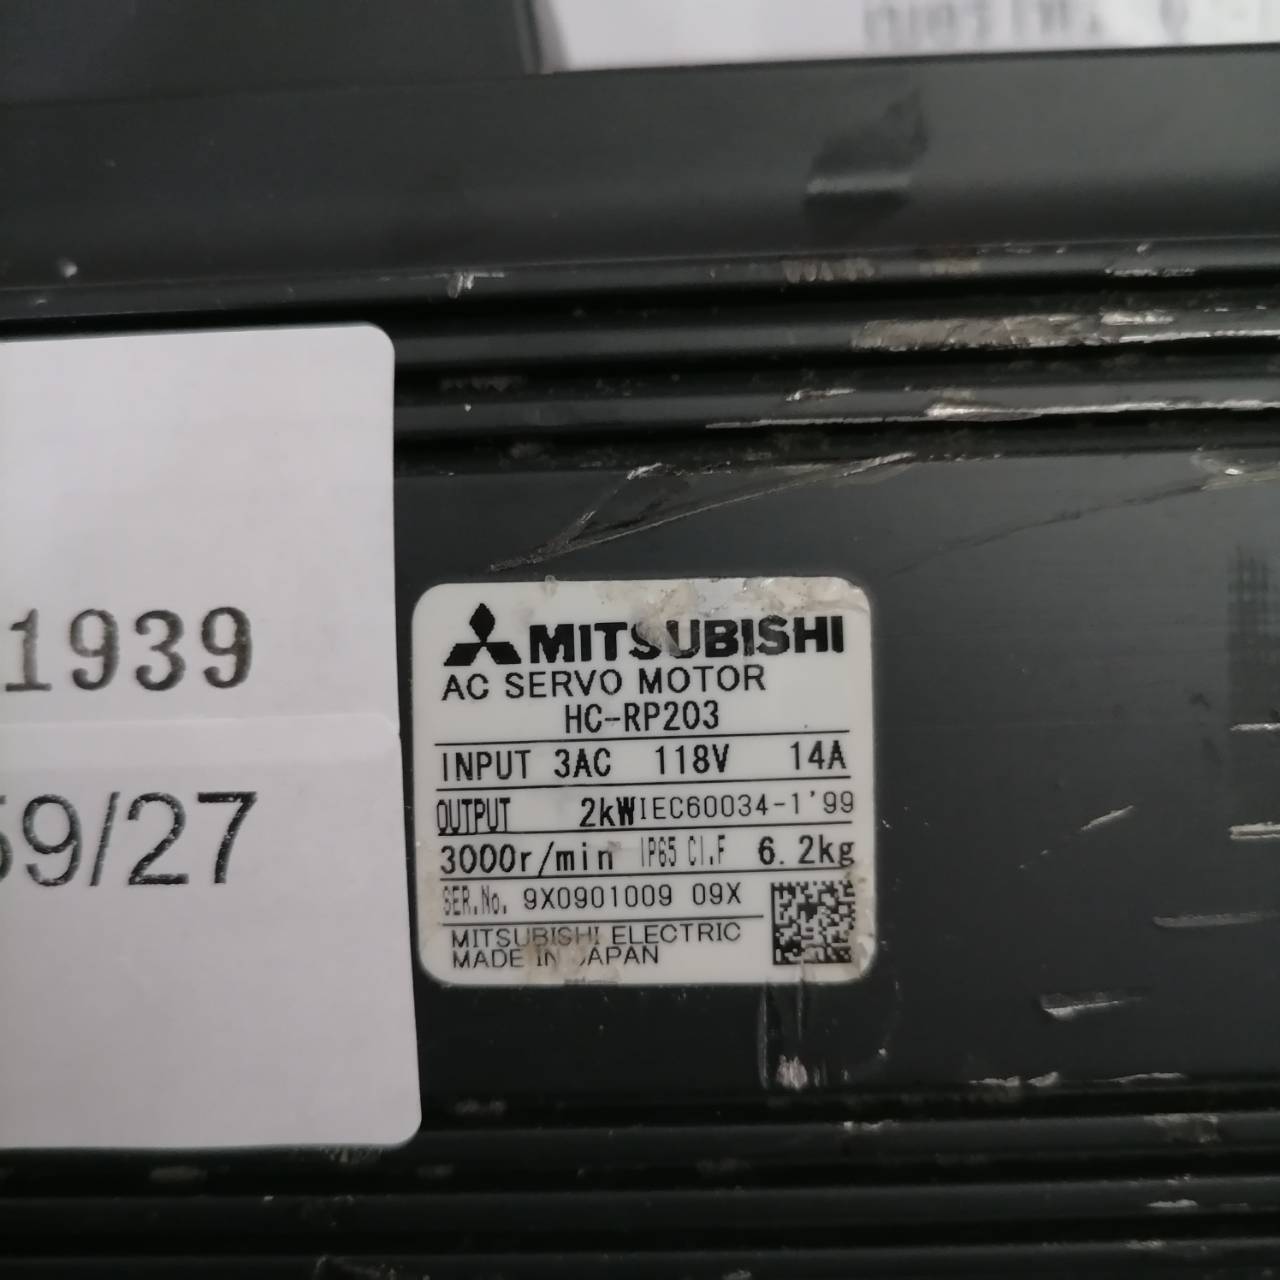 1939
59/27
MITSUBISHI
AC SERVO MOTOR
HC-RP203
INPUT 3AC 118V 14A
OUTPUT 2kW IEC60034-1'99
3000r/min IP65 Cl.F 6.2kg
SER.No. 9X0901009 09X
MITSUBISHI ELECTRIC
MADE IN JAPAN